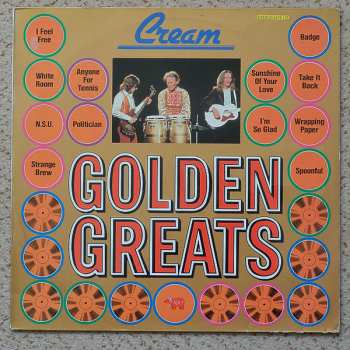 Cream
I Feel
Free
Badge
White
Room
Anyone
For
Tennis
Sunshine Of
Your
Love
Take It
Back
N.S.U.
Politician
I'm
So Glad
Wrapping
Paper
Strange
Brew
Spoonful
GOLDEN
GREATS